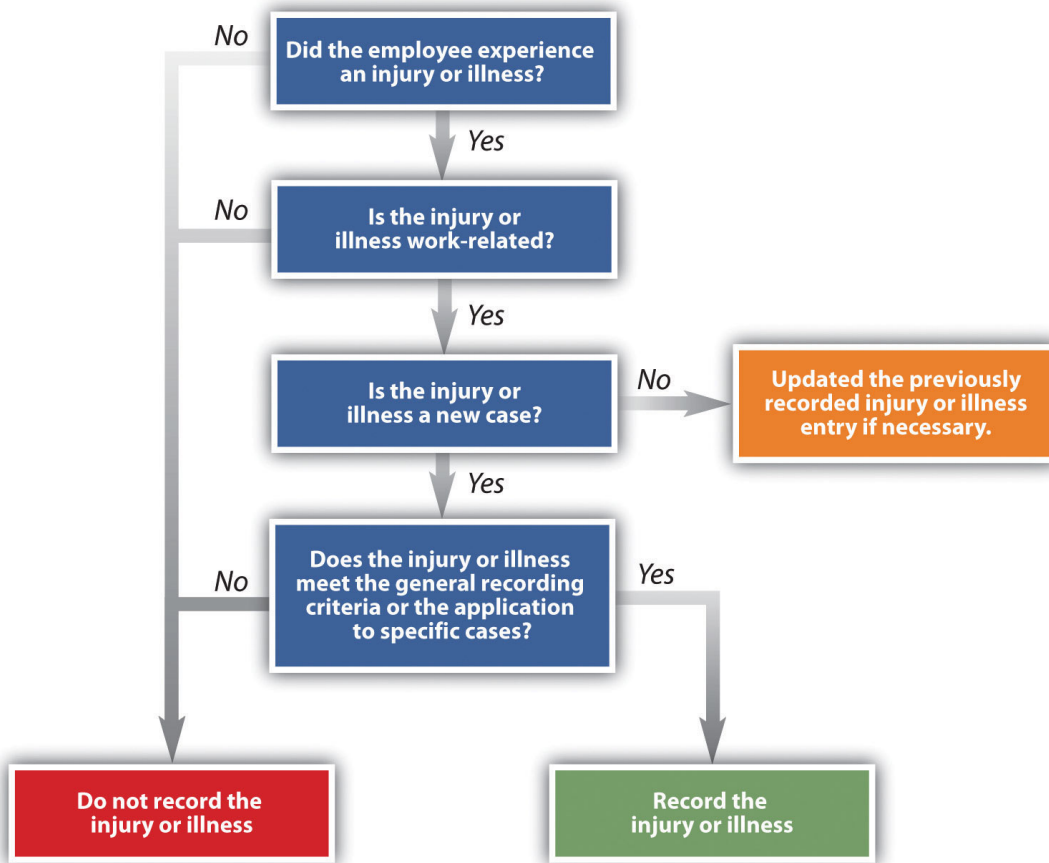 No
Did the employee experience
an injury or illness?
Yes
No
Is the injury or
illness work-related?
Yes
Is the injury or
illness a new case?
No
Updated the previously
recorded injury or illness
entry if necessary.
Yes
Does the injury or illness
meet the general recording
criteria or the application
to specific cases?
No
Yes
Do not record the
injury or illness
Record the
injury or illness